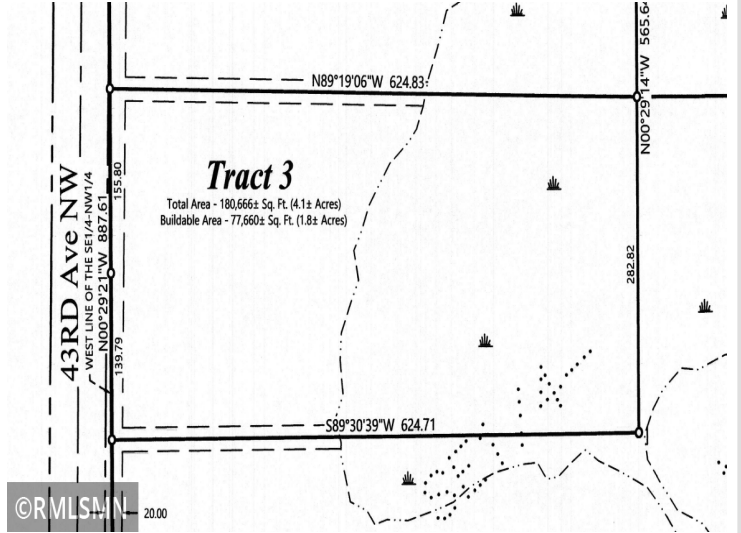 565.64
N00°29'14"W
N89°19'06"W 624.83
Tract 3
Total Area - 180,666± Sq. Ft. (4.1± Acres)
Buildable Area - 77,660± Sq. Ft. (1.8± Acres)
155.80
139.79
43RD Ave NW
WEST LINE OF THE SE1/4-NW1/4
N00°29'21"W 887.61
282.82
S89°30'39"W 624.71
20.00
©RMLSMN